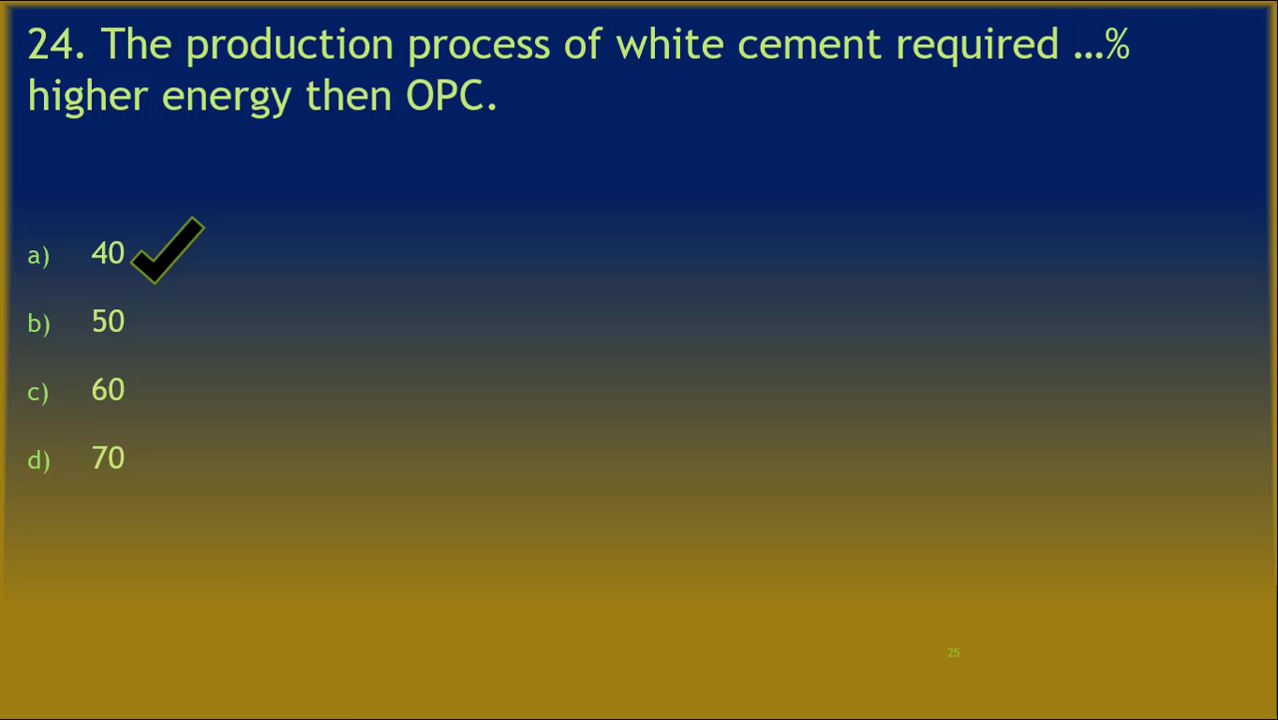 24. The production process of white cement required …%
higher energy then OPC.
a) 40
b) 50
c) 60
d) 70
25